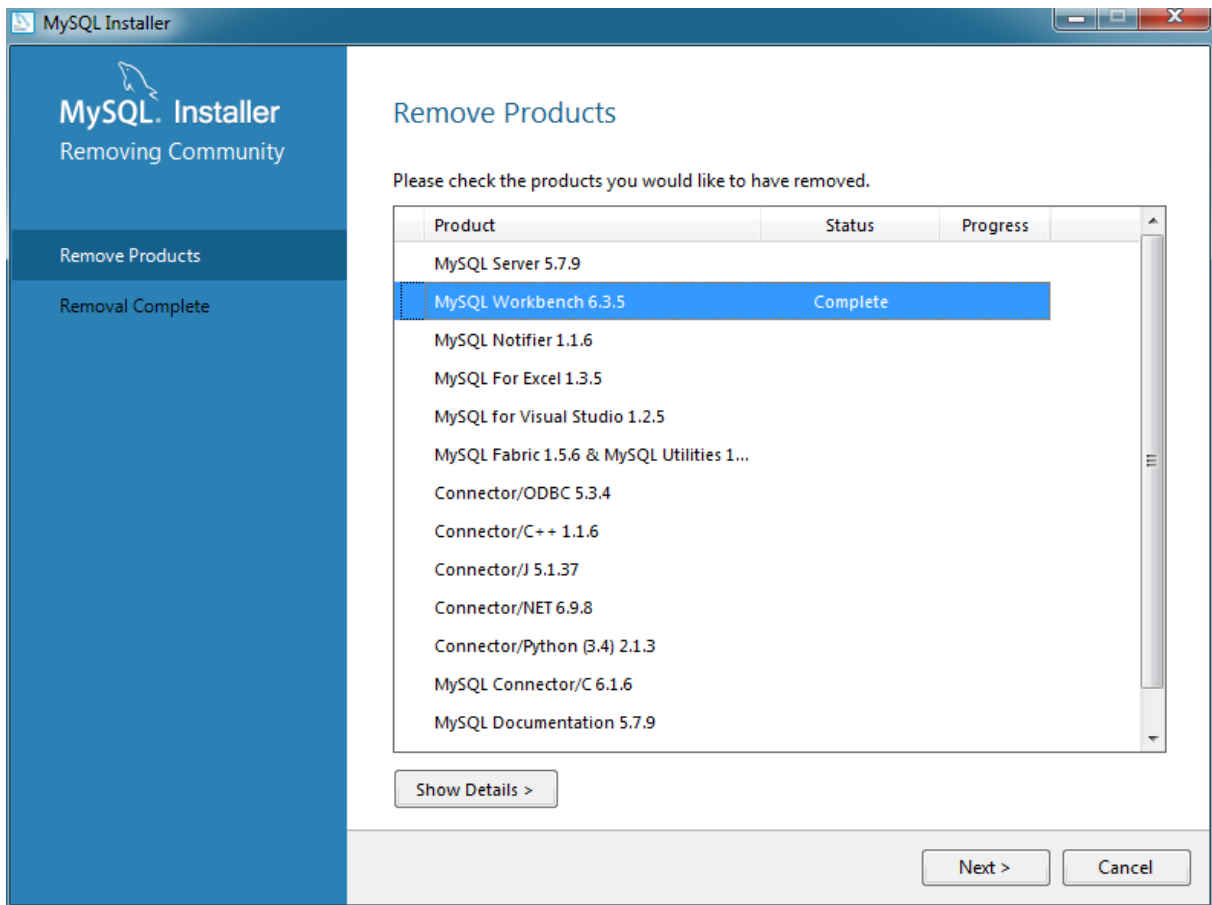 MySQL Installer
MySQL. Installer
Removing Community
Remove Products
Removal Complete
Remove Products
Please check the products you would like to have removed.
Product Status Progress
MySQL Server 5.7.9
MySQL Workbench 6.3.5 Complete
MySQL Notifier 1.1.6
MySQL For Excel 1.3.5
MySQL for Visual Studio 1.2.5
MySQL Fabric 1.5.6 & MySQL Utilities 1...
Connector/ODBC 5.3.4
Connector/C++ 1.1.6
Connector/J 5.1.37
Connector/NET 6.9.8
Connector/Python (3.4) 2.1.3
MySQL Connector/C 6.1.6
MySQL Documentation 5.7.9
Show Details >
Next > Cancel